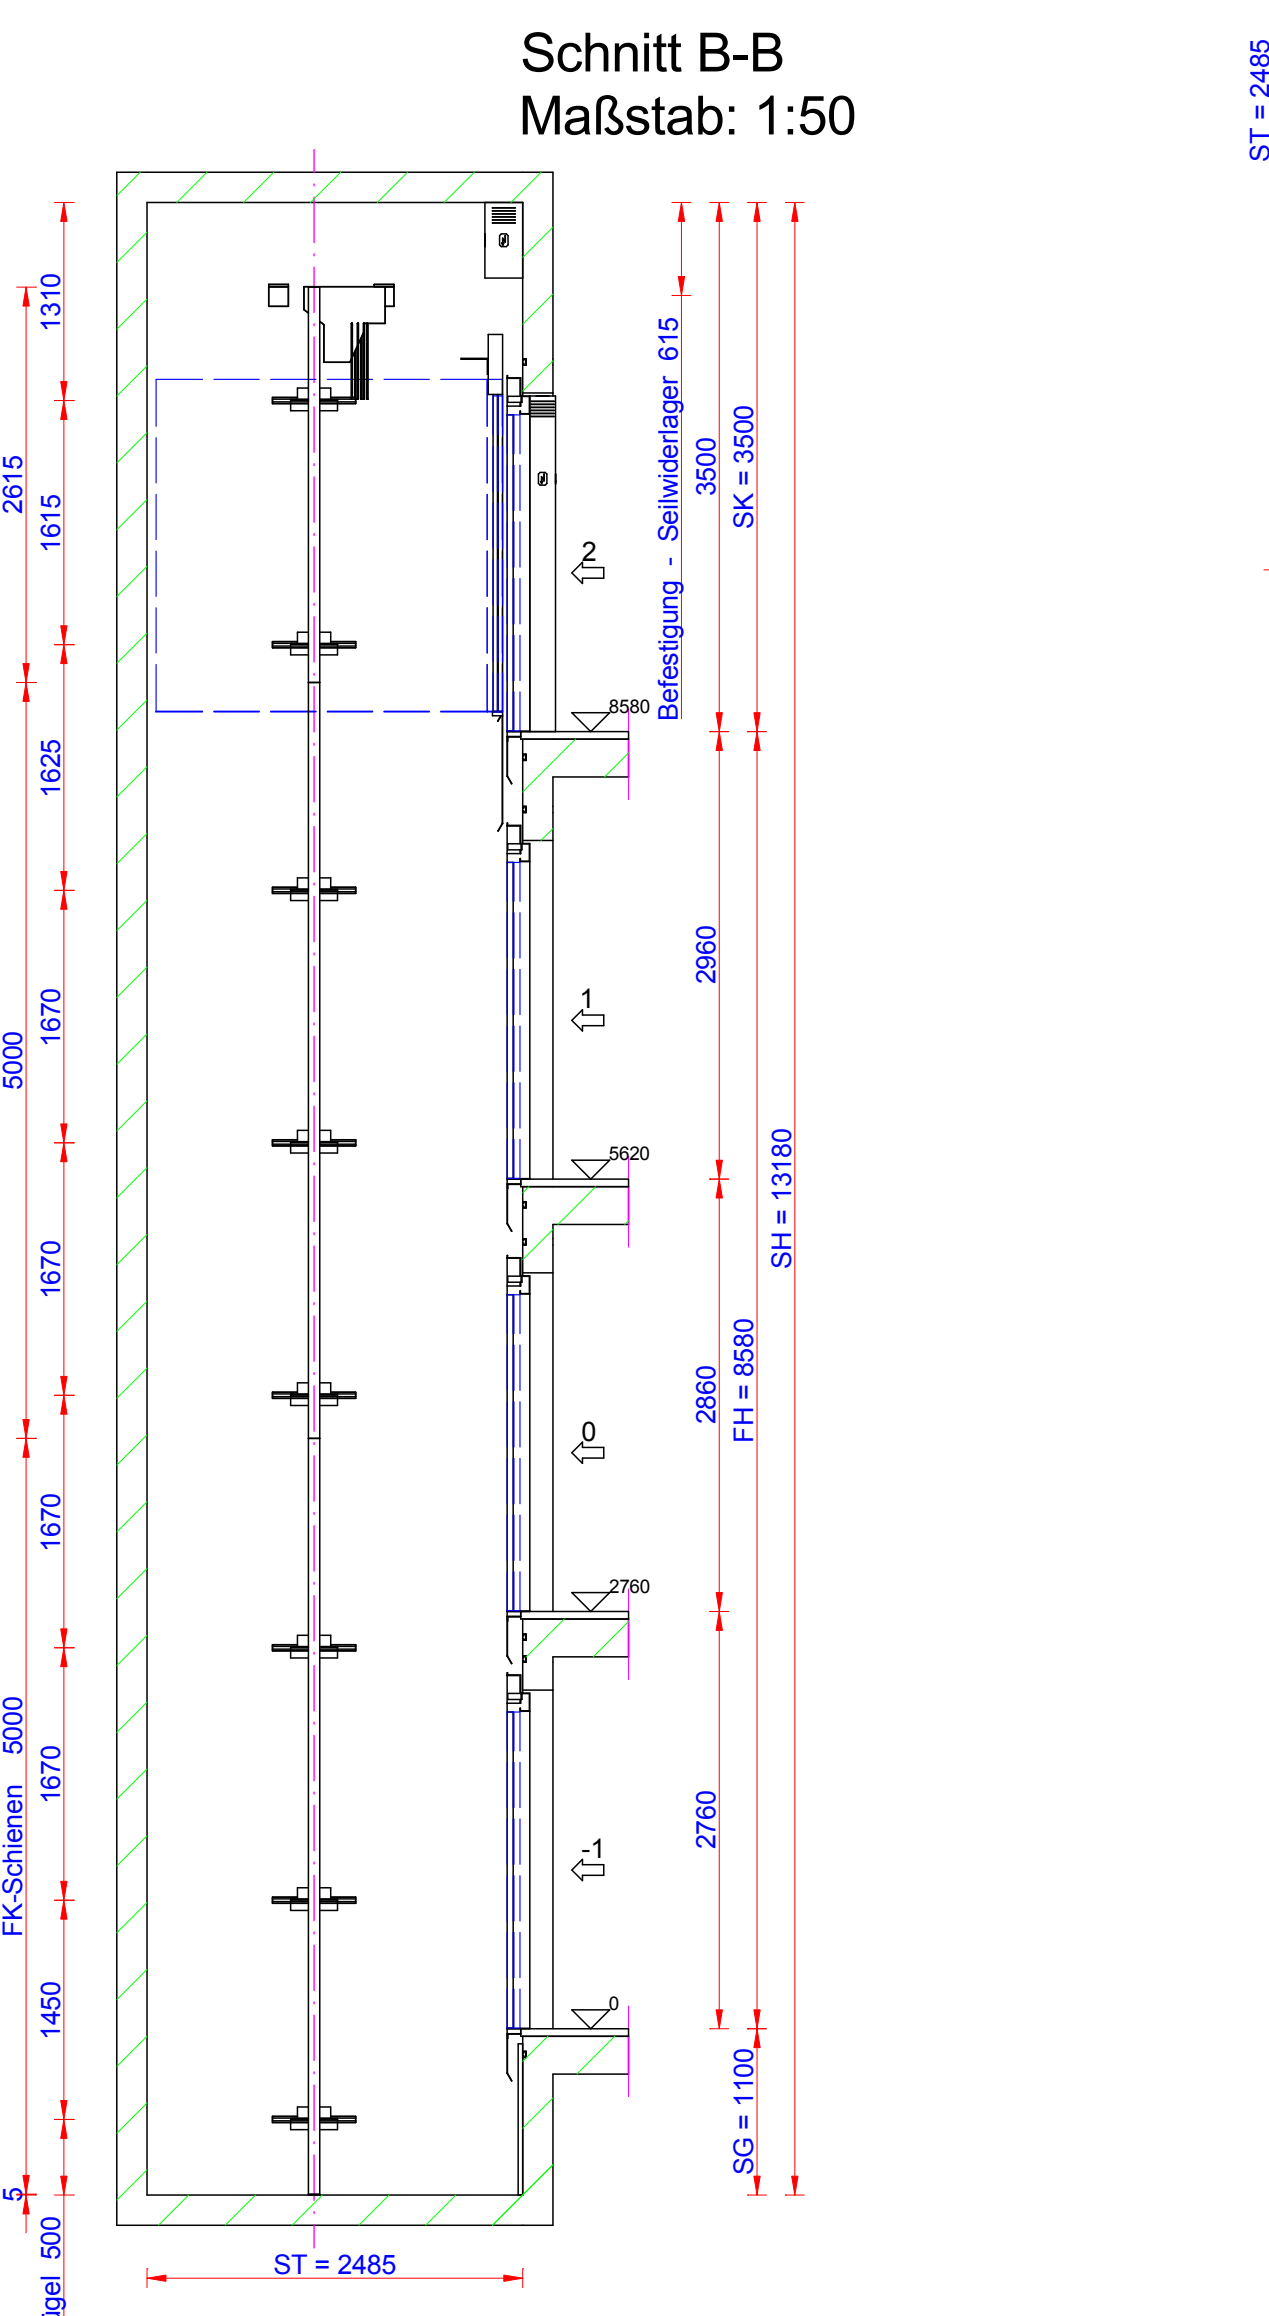 Schnitt B-B
Maßstab: 1:50
ST = 2485
1310
2615
1615
1625
5000
1670
1670
1670
FK-Schienen 5000
1670
1450
5
500
Befestigung - Seilwiderlager 615
3500
SK = 3500
2
8580
2960
1
5620
SH = 13180
2860
FH = 8580
0
2760
2760
-1
0
SG = 1100
ST = 2485